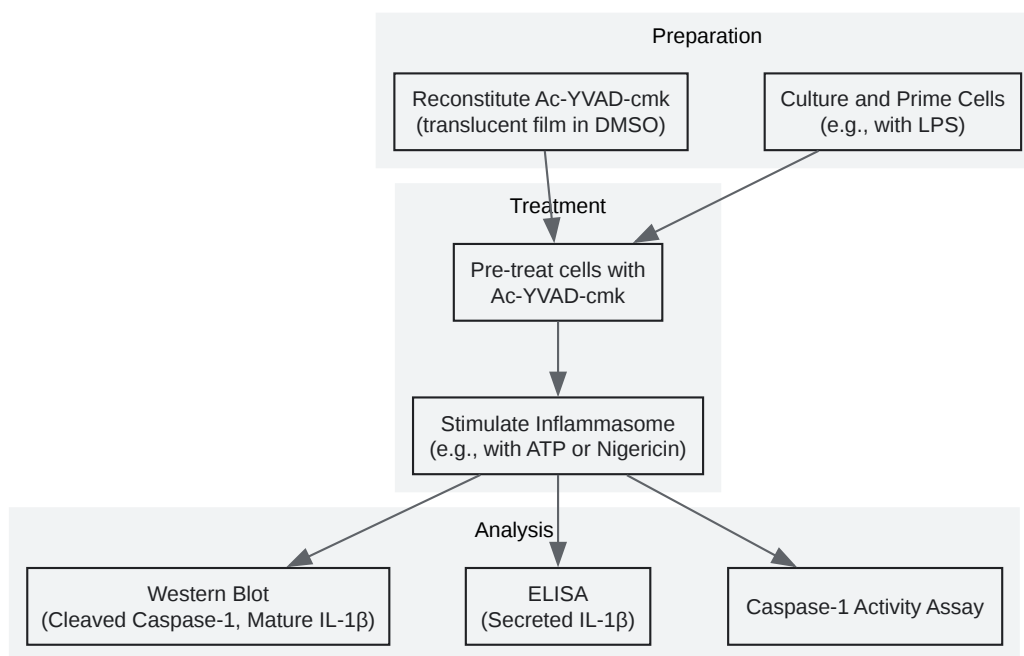 Preparation
Reconstitute Ac-YVAD-cmk
(translucent film in DMSO)
Culture and Prime Cells
(e.g., with LPS)
Treatment
Pre-treat cells with
Ac-YVAD-cmk
Stimulate Inflammasome
(e.g., with ATP or Nigericin)
Analysis
Western Blot
(Cleaved Caspase-1, Mature IL-1β)
ELISA
(Secreted IL-1β)
Caspase-1 Activity Assay